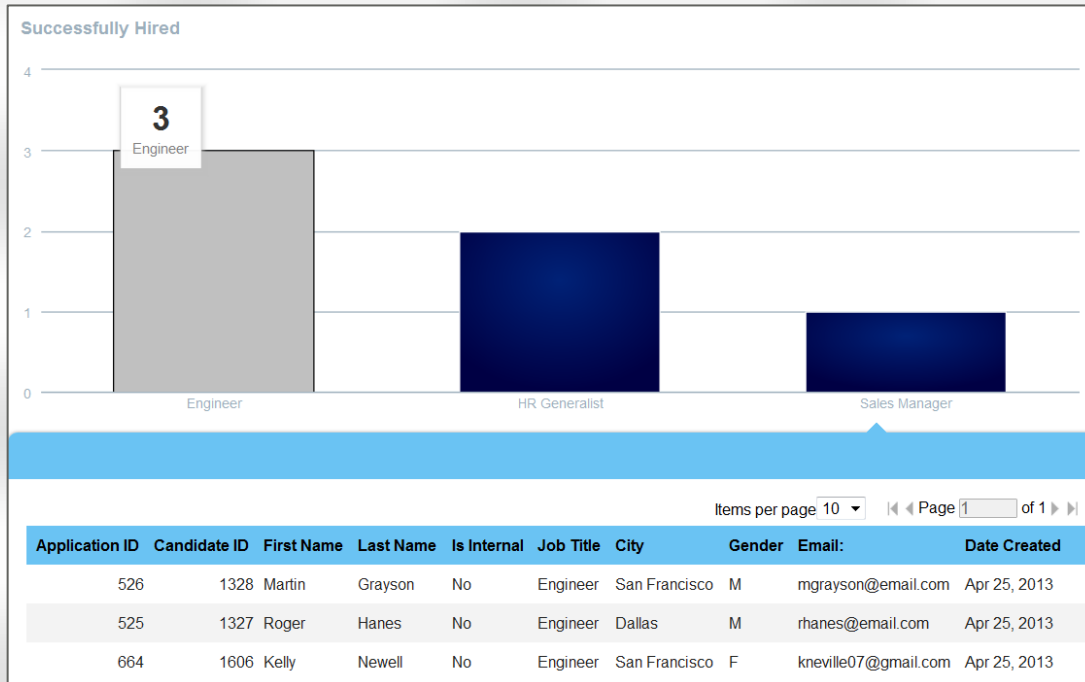 Successfully Hired
4
3
Engineer
3
2
1
0
Engineer HR Generalist Sales Manager
Items per page 10 Page 1 of 1
Application ID Candidate ID First Name Last Name Is Internal Job Title City Gender Email: Date Created
526 1328 Martin Grayson No Engineer San Francisco M mgrayson@email.com Apr 25, 2013
525 1327 Roger Hanes No Engineer Dallas M rhanes@email.com Apr 25, 2013
664 1606 Kelly Newell No Engineer San Francisco F kneville07@gmail.com Apr 25, 2013